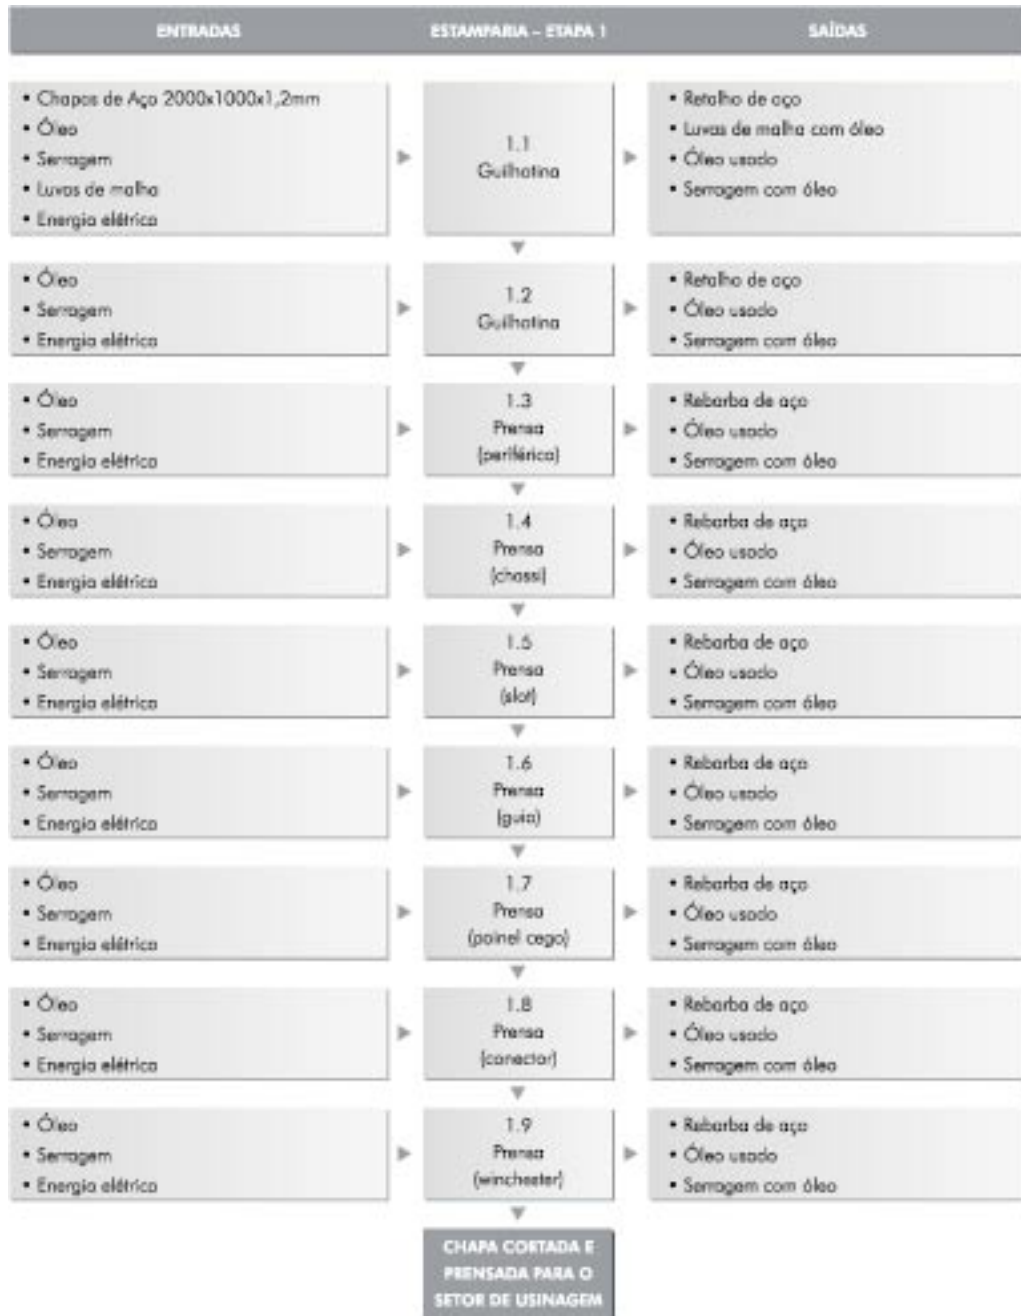 ENTRADAS
ESTAMPARIA – ETAPA 1
SAÍDAS
• Chapas de Aço 2000x1000x1,2mm
• Óleo
• Serragem
• Luvas de malha
• Energia elétrica
1.1
Guilhotina
• Retalho de aço
• Luvas de malha com óleo
• Óleo usado
• Serragem com óleo
• Óleo
• Serragem
• Energia elétrica
1.2
Guilhotina
• Retalho de aço
• Óleo usado
• Serragem com óleo
• Óleo
• Serragem
• Energia elétrica
1.3
Prensa
(periférica)
• Rebarba de aço
• Óleo usado
• Serragem com óleo
• Óleo
• Serragem
• Energia elétrica
1.4
Prensa
(chassi)
• Rebarba de aço
• Óleo usado
• Serragem com óleo
• Óleo
• Serragem
• Energia elétrica
1.5
Prensa
(slot)
• Rebarba de aço
• Óleo usado
• Serragem com óleo
• Óleo
• Serragem
• Energia elétrica
1.6
Prensa
(guia)
• Rebarba de aço
• Óleo usado
• Serragem com óleo
• Óleo
• Serragem
• Energia elétrica
1.7
Prensa
(painel cego)
• Rebarba de aço
• Óleo usado
• Serragem com óleo
• Óleo
• Serragem
• Energia elétrica
1.8
Prensa
(conector)
• Rebarba de aço
• Óleo usado
• Serragem com óleo
• Óleo
• Serragem
• Energia elétrica
1.9
Prensa
(winchester)
• Rebarba de aço
• Óleo usado
• Serragem com óleo
CHAPA CORTADA E
PRENSADA PARA O
SETOR DE USINAGEM